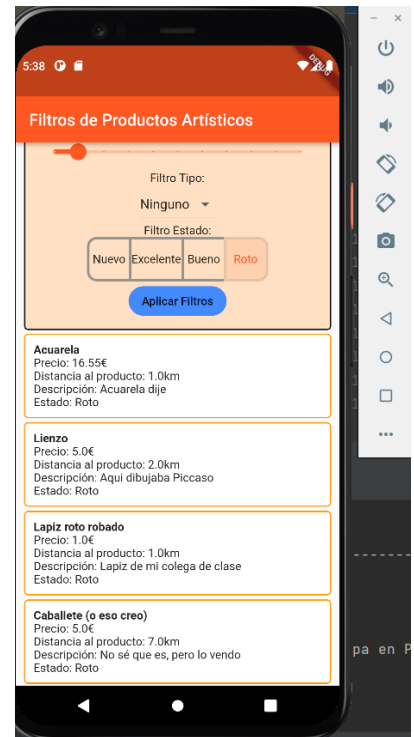 5:38
DEBUG
Filtros de Productos Artísticos
Filtro Tipo:
Ninguno
Filtro Estado:
Nuevo Excelente Bueno Roto
Aplicar Filtros
Acuarela
Precio: 16.55€
Distancia al producto: 1.0km
Descripción: Acuarela dije
Estado: Roto
Lienzo
Precio: 5.0€
Distancia al producto: 2.0km
Descripción: Aqui dibujaba Piccaso
Estado: Roto
Lapiz roto robado
Precio: 1.0€
Distancia al producto: 1.0km
Descripción: Lapiz de mi colega de clase
Estado: Roto
Caballete (o eso creo)
Precio: 5.0€
Distancia al producto: 7.0km
Descripción: No sé que es, pero lo vendo
Estado: Roto
pa en P